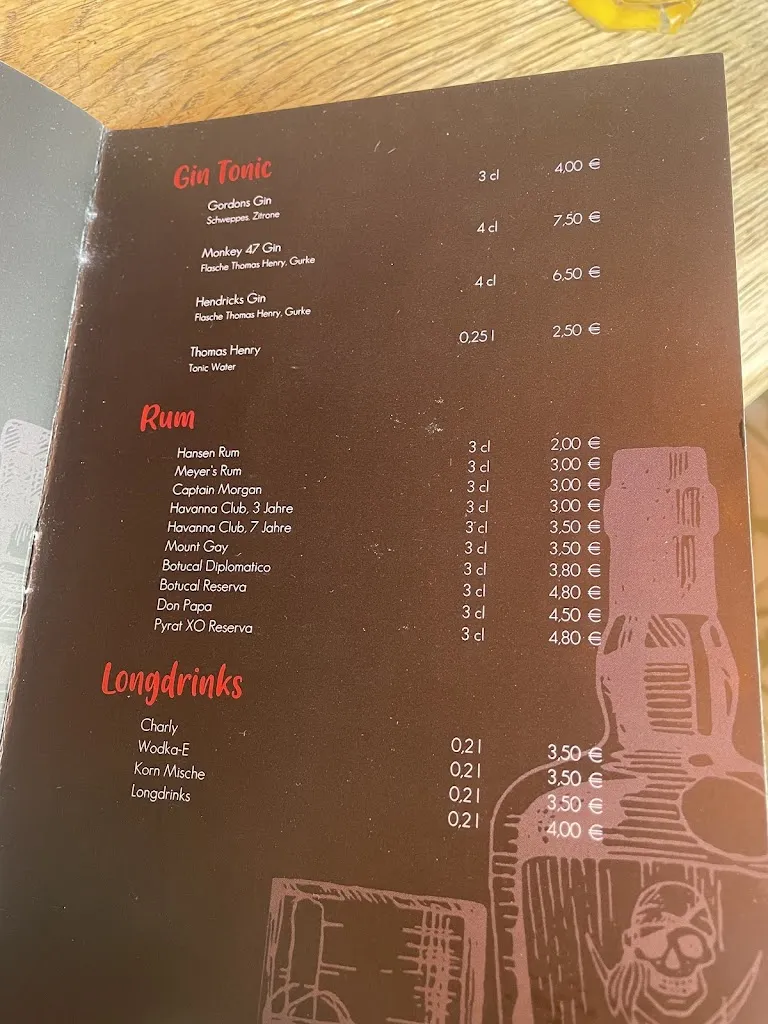 Gin Tonic
Gordons Gin 3 cl 4,00 €
Schweppes, Zitrone
Monkey 47 Gin 4 cl 7,50 €
Flasche Thomas Henry, Gurke
Hendricks Gin 4 cl 6,50 €
Flasche Thomas Henry, Gurke
Thomas Henry 0,25 l 2,50 €
Tonic Water
Rum
Hansen Rum 3 cl 2,00 €
Meyer's Rum 3 cl 3,00 €
Captain Morgan 3 cl 3,00 €
Havanna Club, 3 Jahre 3 cl 3,00 €
Havanna Club, 7 Jahre 3 cl 3,50 €
Mount Gay 3 cl 3,50 €
Botucal Diplomatico 3 cl 3,80 €
Botucal Reserva 3 cl 4,80 €
Don Papa 3 cl 4,50 €
Pyrat XO Reserva 3 cl 4,80 €
Longdrinks
Charly 0,2 l 3,50 €
Wodka-E 0,2 l 3,50 €
Korn Mische 0,2 l 3,50 €
Longdrinks 0,2 l 4,00 €